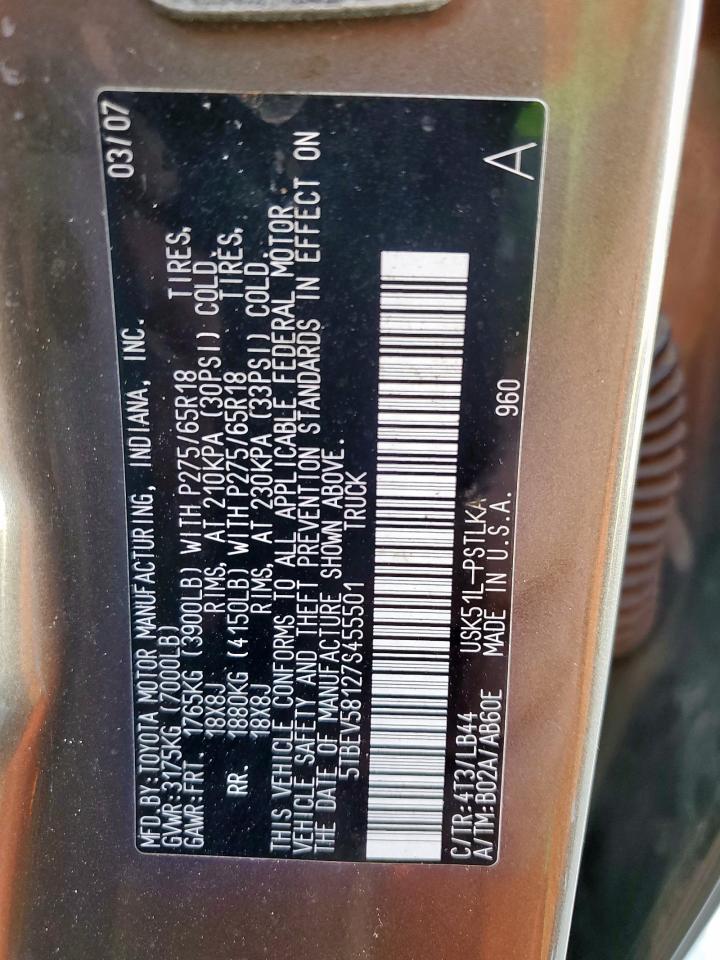 03/07
MFD. BY: TOYOTA MOTOR MANUFACTURING, INDIANA, INC.
GVWR: 3175KG (7000LB)
GAWR: FRT. 1765KG (3900LB) WITH P275/65R18 TIRES,
18X8J RIMS, AT 210KPA (30PSI) COLD.
RR. 1880KG (4150LB) WITH P275/65R18 TIRES,
18X8J RIMS, AT 230KPA (33PSI) COLD.
THIS VEHICLE CONFORMS TO ALL APPLICABLE FEDERAL MOTOR
VEHICLE SAFETY AND THEFT PREVENTION STANDARDS IN EFFECT ON
THE DATE OF MANUFACTURE SHOWN ABOVE.
5TBEV58127S455501 TRUCK
C/TR: 4T3/LB44 USK51L-PSTLKA
A/TM: B02A/AB60E MADE IN U.S.A. 960
A